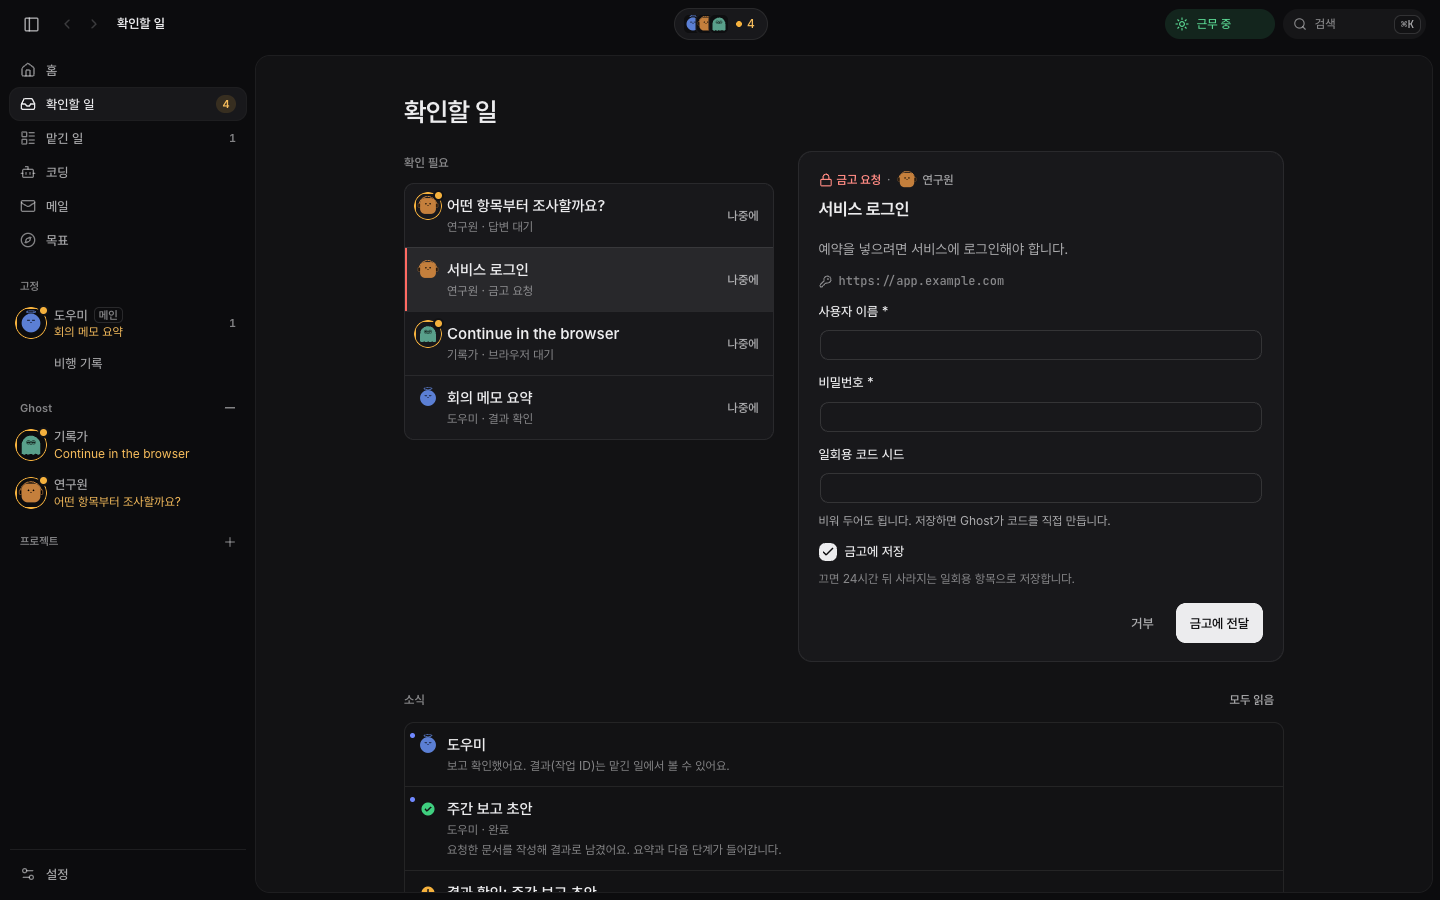 확인할 일
4
근무 중
검색
⌘K
홈
확인할 일
4
맡긴 일
1
코딩
메일
목표
고정
도우미 메인
회의 메모 요약
1
비행 기록
Ghost
기록가
Continue in the browser
연구원
어떤 항목부터 조사할까요?
프로젝트
설정
확인할 일
확인 필요
어떤 항목부터 조사할까요?
연구원 · 답변 대기
나중에
서비스 로그인
연구원 · 금고 요청
나중에
Continue in the browser
기록가 · 브라우저 대기
나중에
회의 메모 요약
도우미 · 결과 확인
나중에
금고 요청 · 연구원
서비스 로그인
예약을 넣으려면 서비스에 로그인해야 합니다.
https://app.example.com
사용자 이름 *
비밀번호 *
일회용 코드 시드
비워 두어도 됩니다. 저장하면 Ghost가 코드를 직접 만듭니다.
금고에 저장
끄면 24시간 뒤 사라지는 일회용 항목으로 저장합니다.
거부
금고에 전달
소식
모두 읽음
도우미
보고 확인했어요. 결과(작업 ID)는 맡긴 일에서 볼 수 있어요.
주간 보고 초안
도우미 · 완료
요청한 문서를 작성해 결과로 남겼어요. 요약과 다음 단계가 들어갑니다.
결과 확인: 주간 보고 초안